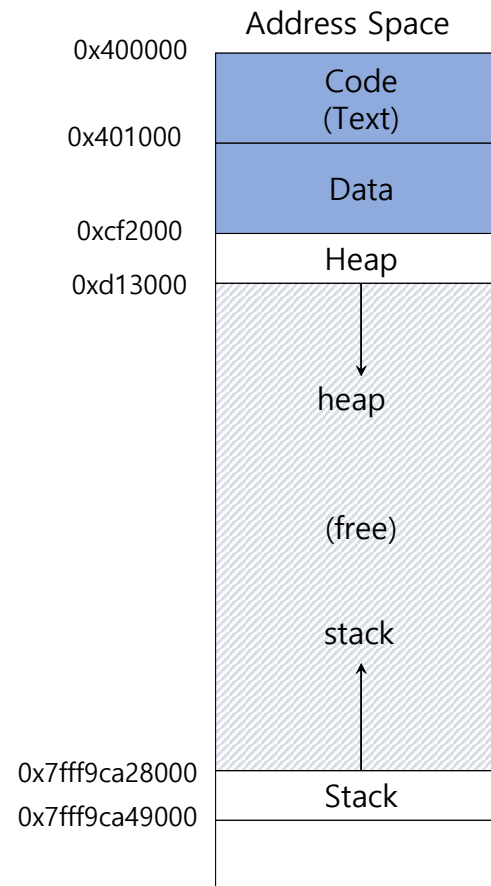 Address Space
0x400000
Code
(Text)
0x401000
Data
0xcf2000
Heap
0xd13000
heap
(free)
stack
0x7fff9ca28000
Stack
0x7fff9ca49000